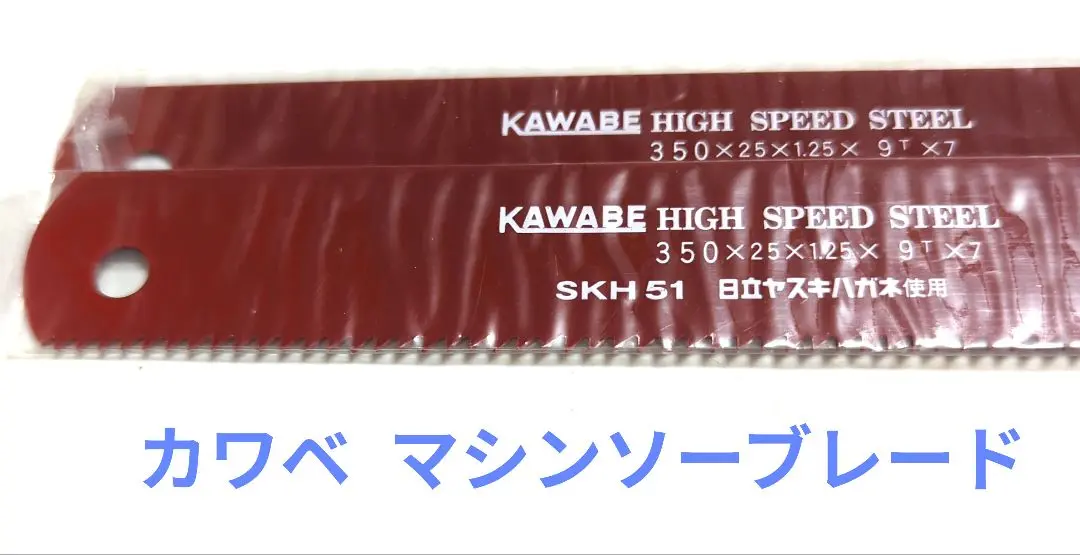 KAWABE HIGH SPEED STEEL
350×25×1.25× 9T ×7
KAWABE HIGH SPEED STEEL
350×25×1.25× 9T ×7
SKH 51 日立ヤスキハガネ使用
カワベ マシンソーブレード